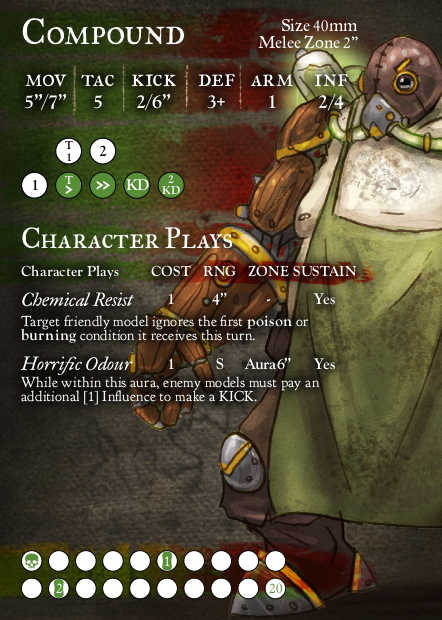 Compound
Size 40mm
Melee Zone 2”
MOV TAC KICK DEF ARM INF
5”/7” 5 2/6” 3+ 1 2/4
T 1 2
1 T > >> KD 2 KD
Character Plays
Character Plays COST RNG ZONE SUSTAIN
Chemical Resist 1 4” - Yes
Target friendly model ignores the first poison or
burning condition it receives this turn.
Horrific Odour 1 S Aura6” Yes
While within this aura, enemy models must pay an
additional [1] Influence to make a KICK.
1
2 20